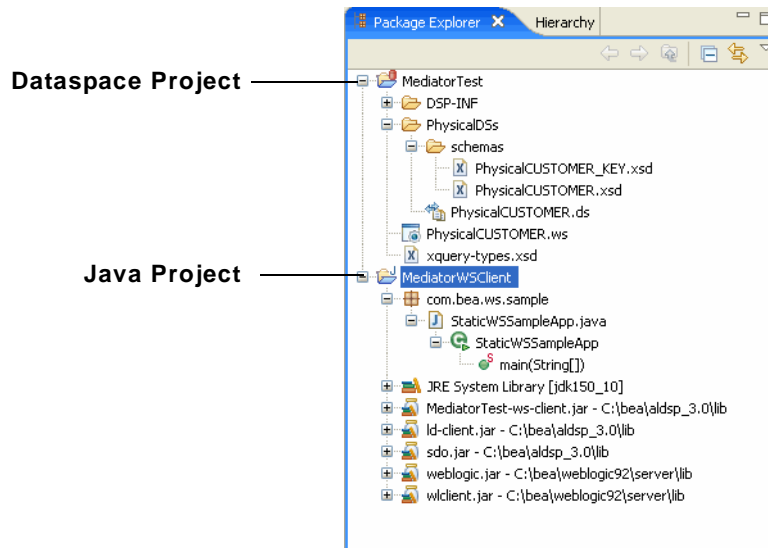 Package Explorer
Hierarchy
Dataspace Project
MediatorTest
DSP-INF
PhysicalDSs
schemas
PhysicalCUSTOMER_KEY.xsd
PhysicalCUSTOMER.xsd
PhysicalCUSTOMER.ds
PhysicalCUSTOMER.ws
xquery-types.xsd
Java Project
MediatorWSClient
com.bea.ws.sample
StaticWSSampleApp.java
StaticWSSampleApp
main(String[])
JRE System Library [jdk150_10]
MediatorTest-ws-client.jar - C:\bea\aldsp_3.0\lib
ld-client.jar - C:\bea\aldsp_3.0\lib
sdo.jar - C:\bea\aldsp_3.0\lib
weblogic.jar - C:\bea\weblogic92\server\lib
wlclient.jar - C:\bea\weblogic92\server\lib